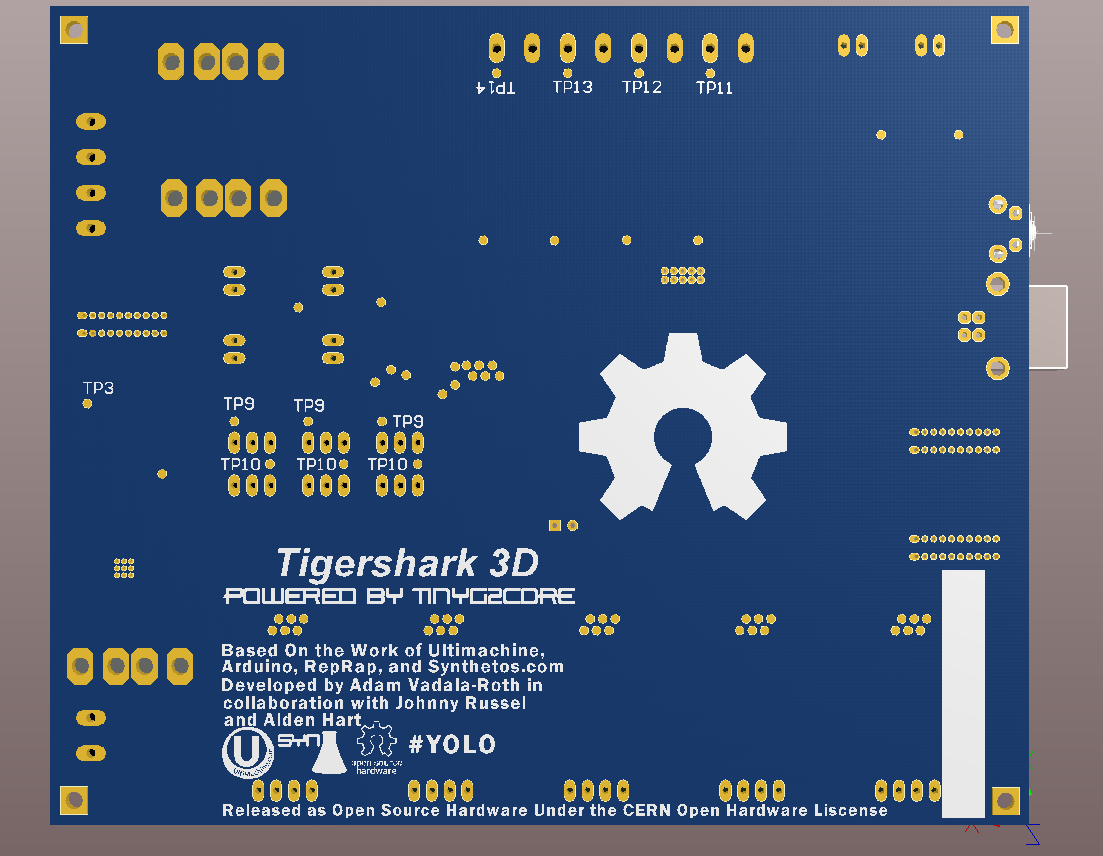 TP14
TP13
TP12
TP11
TP3
TP9
TP9
TP9
TP10
TP10
TP10
Tigershark 3D
POWERED BY TINYG2CORE
Based On the Work of Ultimachine,
Arduino, RepRap, and Synthetos.com
Developed by Adam Vadala-Roth in
collaboration with Johnny Russel
and Alden Hart
U
Ultimachine
SYN
open source
hardware
#YOLO
Released as Open Source Hardware Under the CERN Open Hardware Liscense